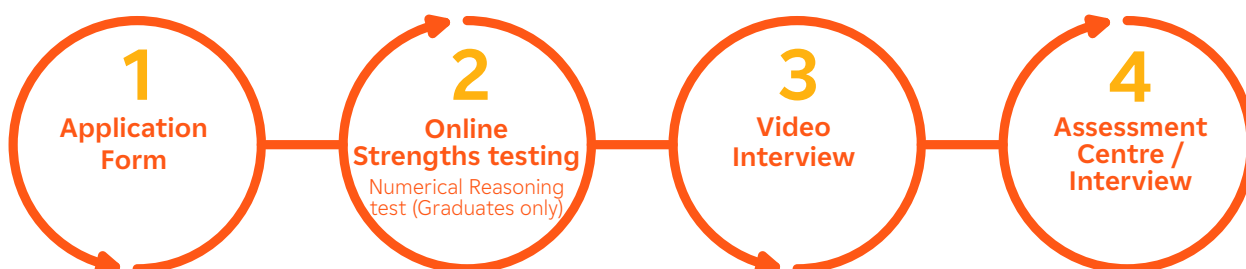 1
Application
Form
2
Online
Strengths testing
Numerical Reasoning
test (Graduates only)
3
Video
Interview
4
Assessment
Centre /
Interview